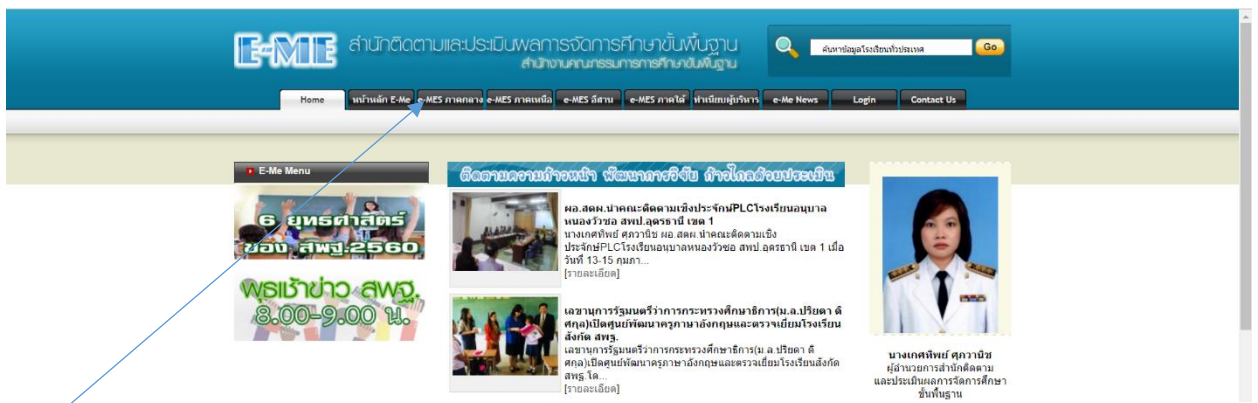 E-ME
สำนักติดตามและประเมินผลการจัดการศึกษาขั้นพื้นฐาน
สำนักงานคณะกรรมการการศึกษาขั้นพื้นฐาน
ค้นหาข้อมูลโรงเรียนทั่วประเทศ Go
Home หน้าหลัก E-Me e-MES ภาคกลาง e-MES ภาคเหนือ e-MES อีสาน e-MES ภาคใต้ ทำเนียบผู้บริหาร e-Me News Login Contact Us
E-Me Menu
6 ยุทธศาสตร์
ของ สพฐ.2560
พุธเช้าข่าว สพฐ.
8.00-9.00 น.
ติดตามความก้าวหน้า พัฒนาการวิจัย ก้าวไกลด้วยประเมิน
ผอ.สตผ.นำคณะติดตามเชิงประจักษ์PLCโรงเรียนอนุบาล
หนองวัวซอ สพป.อุดรธานี เขต 1
นางเกศทิพย์ ศุภวานิช ผอ.สตผ.นำคณะติดตามเชิง
ประจักษ์PLCโรงเรียนอนุบาลหนองวัวซอ สพป.อุดรธานี เขต 1 เมื่อ
วันที่ 13-15 กุมภา...
[รายละเอียด]
เลขานุการรัฐมนตรีว่าการกระทรวงศึกษาธิการ(ม.ล.ปริยดา ดิ
ศกุล)เปิดศูนย์พัฒนาครูภาษาอังกฤษและตรวจเยี่ยมโรงเรียน
สังกัด สพฐ.
เลขานุการรัฐมนตรีว่าการกระทรวงศึกษาธิการ(ม.ล.ปริยดา ดิ
ศกุล)เปิดศูนย์พัฒนาครูภาษาอังกฤษและตรวจเยี่ยมโรงเรียนสังกัด
สพฐ.โด...
[รายละเอียด]
นางเกศทิพย์ ศุภวานิช
ผู้อำนวยการสำนักติดตาม
และประเมินผลการจัดการศึกษา
ขั้นพื้นฐาน